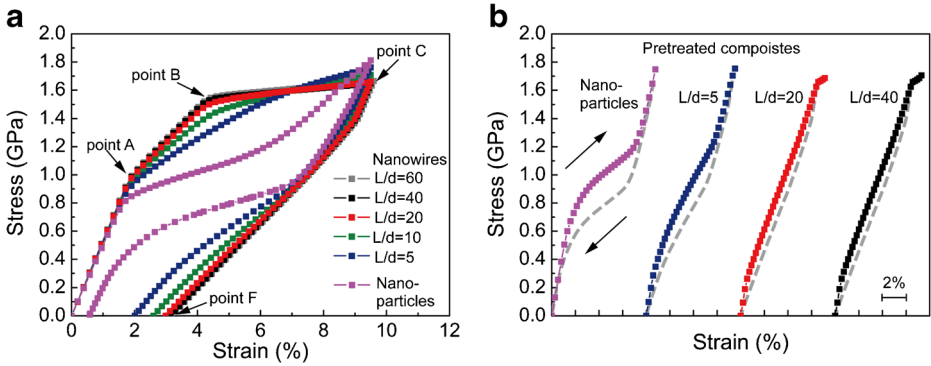 a
2.0
1.8
1.6
1.4
1.2
1.0
0.8
0.6
0.4
0.2
0.0
Stress (GPa)
point C
point B
point A
Nanowires
L/d=60
L/d=40
L/d=20
L/d=10
L/d=5
Nano-
particles
point F
0 2 4 6 8 10 12
Strain (%)
b
2.0
1.8
1.6
1.4
1.2
1.0
0.8
0.6
0.4
0.2
0.0
Stress (GPa)
Pretreated compoistes
Nano-
particles
L/d=5 L/d=20 L/d=40
2%
Strain (%)